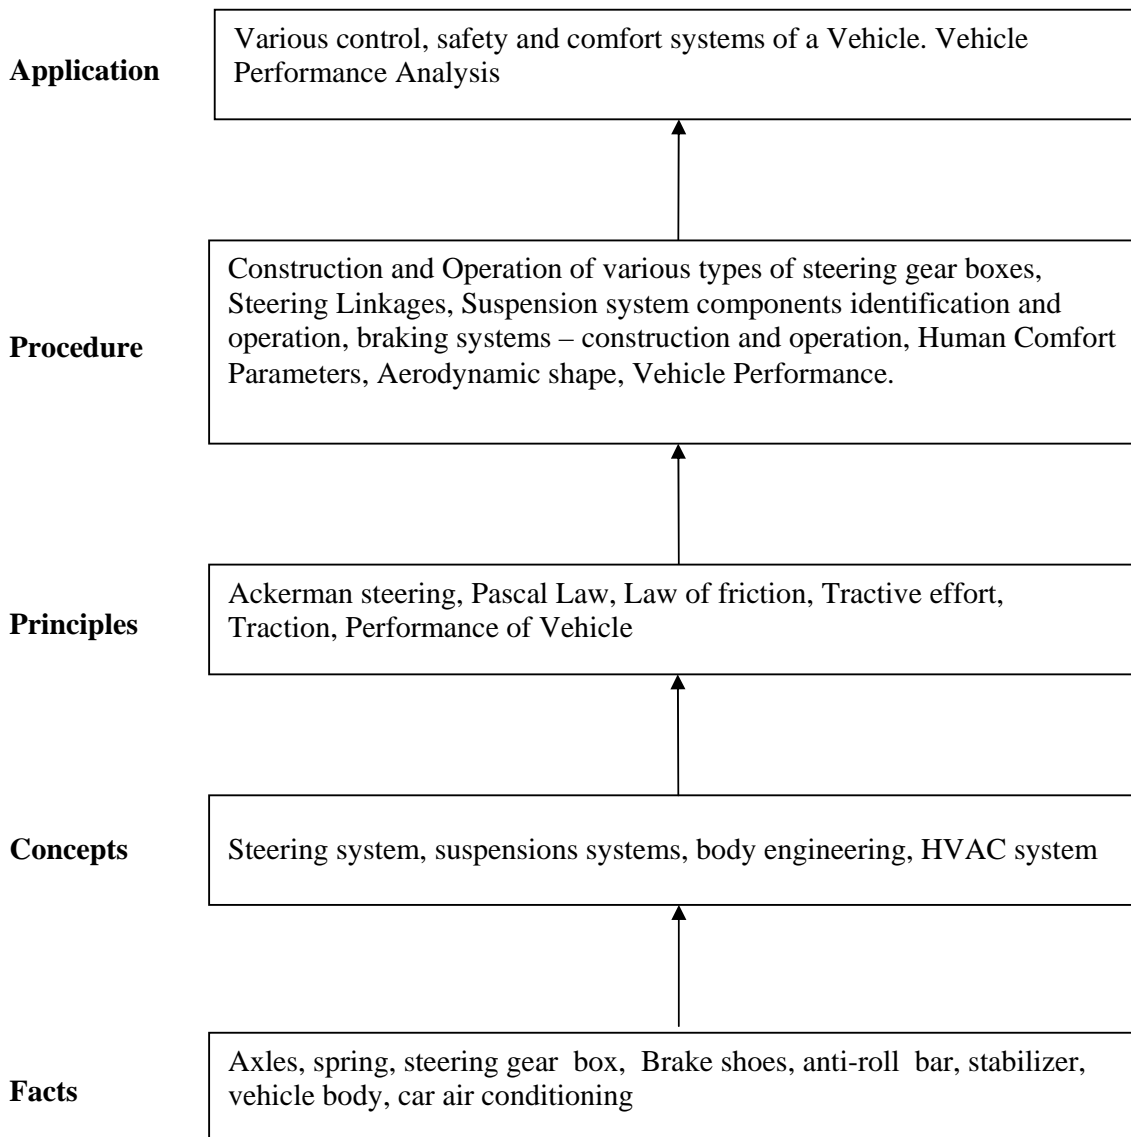 Application
Various control, safety and comfort systems of a Vehicle. Vehicle
Performance Analysis
Procedure
Construction and Operation of various types of steering gear boxes,
Steering Linkages, Suspension system components identification and
operation, braking systems – construction and operation, Human Comfort
Parameters, Aerodynamic shape, Vehicle Performance.
Principles
Ackerman steering, Pascal Law, Law of friction, Tractive effort,
Traction, Performance of Vehicle
Concepts
Steering system, suspensions systems, body engineering, HVAC system
Facts
Axles, spring, steering gear box, Brake shoes, anti-roll bar, stabilizer,
vehicle body, car air conditioning